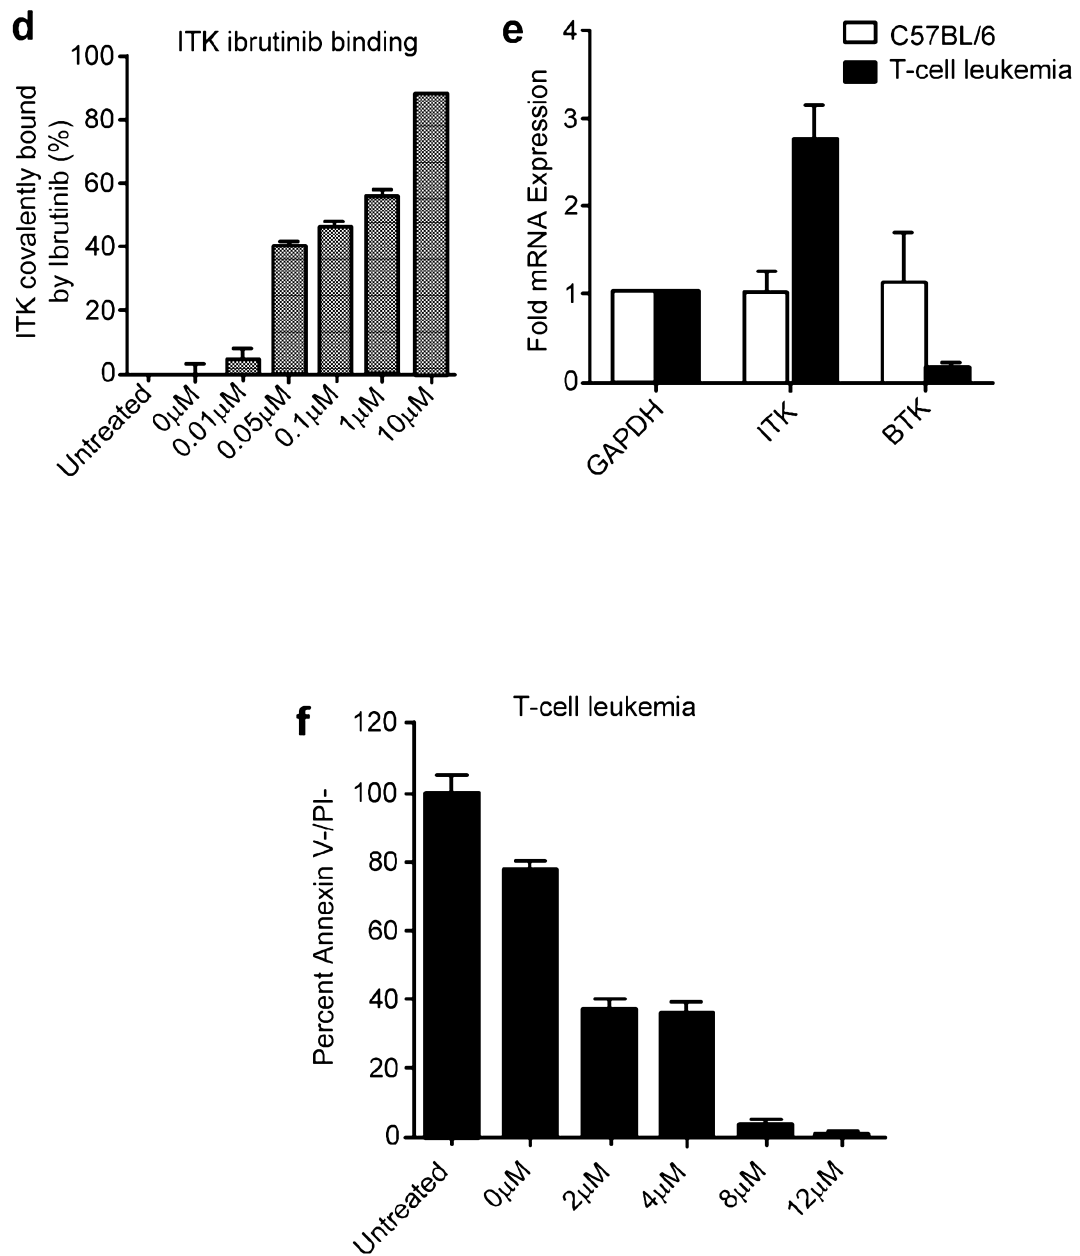 d
ITK ibrutinib binding
ITK covalently bound
by Ibrutinib (%)
100
80
60
40
20
0
Untreated
0μM
0.01μM
0.05μM
0.1μM
1μM
10μM
e
C57BL/6
T-cell leukemia
Fold mRNA Expression
4
3
2
1
0
GAPDH
ITK
BTK
f
T-cell leukemia
Percent Annexin V-/PI-
120
100
80
60
40
20
0
Untreated
0μM
2μM
4μM
8μM
12μM